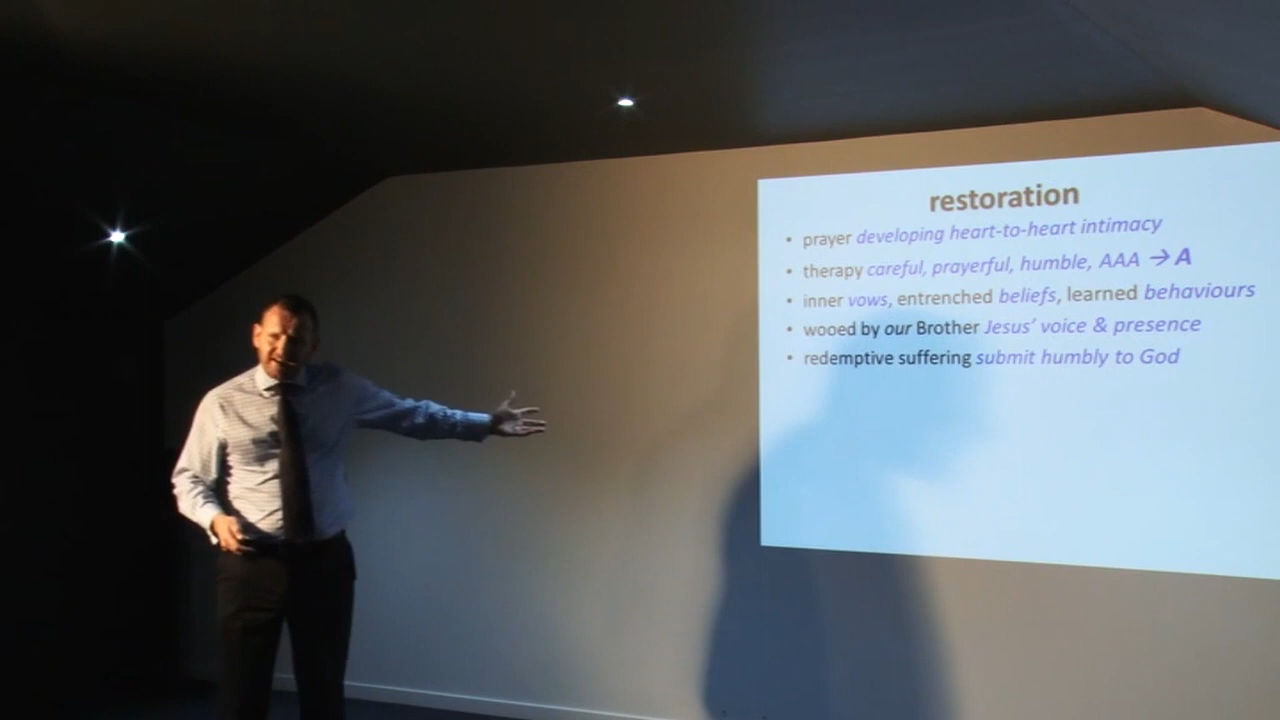 restoration
• prayer developing heart-to-heart intimacy
• therapy careful, prayerful, humble, AAA → A
• inner vows, entrenched beliefs, learned behaviours
• wooed by our Brother Jesus' voice & presence
• redemptive suffering submit humbly to God